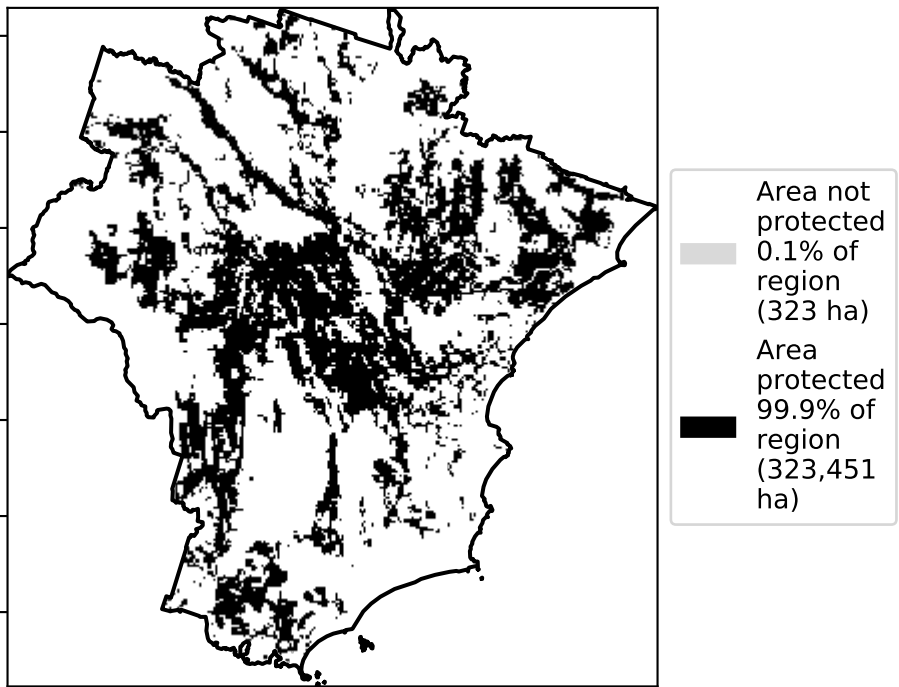 Area not
protected
0.1% of
region
(323 ha)
Area
protected
99.9% of
region
(323,451
ha)